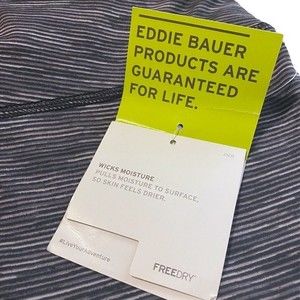 EDDIE BAUER
PRODUCTS ARE
GUARANTEED
FOR LIFE.
WICKS MOISTURE
PULLS MOISTURE TO SURFACE,
SO SKIN FEELS DRIER.
#LiveYourAdventure
FREEDRY